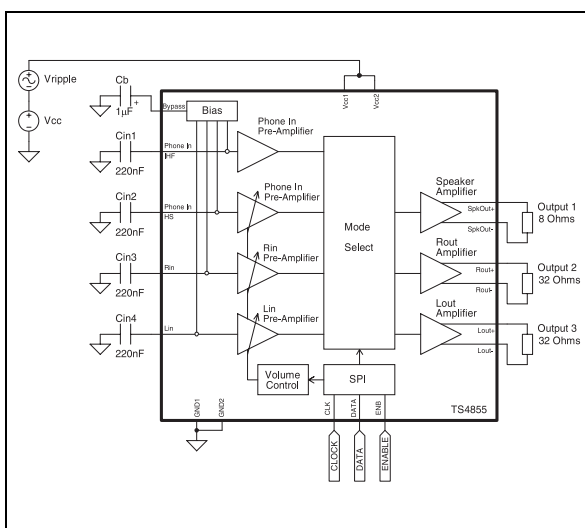 Vripple
Vcc
Cb
1µF
+
Bypass
Bias
Vcc1
Vcc2
Cin1
220nF
Phone In
IHF
Phone In
Pre-Amplifier
Cin2
220nF
Phone In
HS
Phone In
Pre-Amplifier
Cin3
220nF
Rin
Rin
Pre-Amplifier
Cin4
220nF
Lin
Lin
Pre-Amplifier
Mode
Select
Speaker
Amplifier
SpkOut+
SpkOut-
Output 1
8 Ohms
Rout
Amplifier
Rout+
Rout-
Output 2
32 Ohms
Lout
Amplifier
Lout+
Lout-
Output 3
32 Ohms
Volume
Control
SPI
GND1
GND2
CLK
DATA
ENB
TS4855
CLOCK
DATA
ENABLE